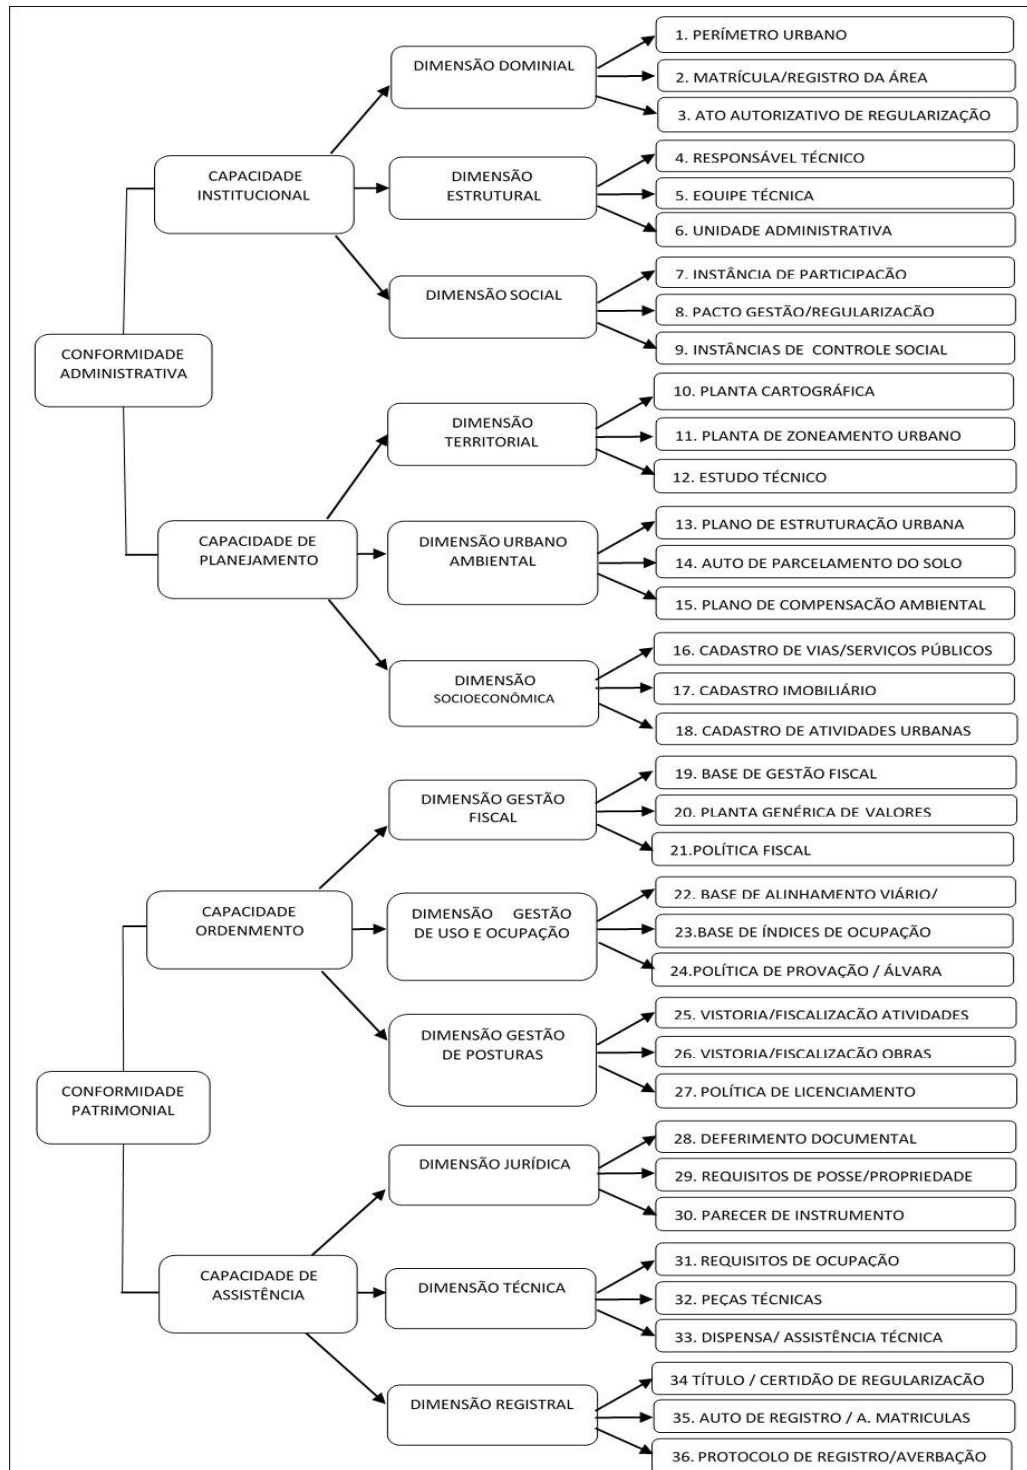 CONFORMIDADE
ADMINISTRATIVA
CAPACIDADE
INSTITUCIONAL
DIMENSÃO DOMINIAL
1. PERÍMETRO URBANO
2. MATRÍCULA/REGISTRO DA ÁREA
3. ATO AUTORIZATIVO DE REGULARIZAÇÃO
DIMENSÃO
ESTRUTURAL
4. RESPONSÁVEL TÉCNICO
5. EQUIPE TÉCNICA
6. UNIDADE ADMINISTRATIVA
DIMENSÃO SOCIAL
7. INSTÂNCIA DE PARTICIPAÇÃO
8. PACTO GESTÃO/REGULARIZAÇÃO
9. INSTÂNCIAS DE CONTROLE SOCIAL
CAPACIDADE DE
PLANEJAMENTO
DIMENSÃO
TERRITORIAL
10. PLANTA CARTOGRÁFICA
11. PLANTA DE ZONEAMENTO URBANO
12. ESTUDO TÉCNICO
DIMENSÃO URBANO
AMBIENTAL
13. PLANO DE ESTRUTURAÇÃO URBANA
14. AUTO DE PARCELAMENTO DO SOLO
15. PLANO DE COMPENSAÇÃO AMBIENTAL
DIMENSÃO
SOCIOECONÔMICA
16. CADASTRO DE VIAS/SERVIÇOS PÚBLICOS
17. CADASTRO IMOBILIÁRIO
18. CADASTRO DE ATIVIDADES URBANAS
CONFORMIDADE
PATRIMONIAL
CAPACIDADE
ORDENMENTO
DIMENSÃO GESTÃO
FISCAL
19. BASE DE GESTÃO FISCAL
20. PLANTA GENÉRICA DE VALORES
21.POLÍTICA FISCAL
DIMENSÃO GESTÃO
DE USO E OCUPAÇÃO
22. BASE DE ALINHAMENTO VIÁRIO/
23.BASE DE ÍNDICES DE OCUPAÇÃO
24.POLÍTICA DE PROVAÇÃO / ÁLVARA
DIMENSÃO GESTÃO
DE POSTURAS
25. VISTORIA/FISCALIZAÇÃO ATIVIDADES
26. VISTORIA/FISCALIZAÇÃO OBRAS
27. POLÍTICA DE LICENCIAMENTO
CAPACIDADE DE
ASSISTÊNCIA
DIMENSÃO JURÍDICA
28. DEFERIMENTO DOCUMENTAL
29. REQUISITOS DE POSSE/PROPRIEDADE
30. PARECER DE INSTRUMENTO
DIMENSÃO TÉCNICA
31. REQUISITOS DE OCUPAÇÃO
32. PEÇAS TÉCNICAS
33. DISPENSA/ ASSISTÊNCIA TÉCNICA
DIMENSÃO REGISTRAL
34 TÍTULO / CERTIDÃO DE REGULARIZAÇÃO
35. AUTO DE REGISTRO / A. MATRICULAS
36. PROTOCOLO DE REGISTRO/AVERBAÇÃO